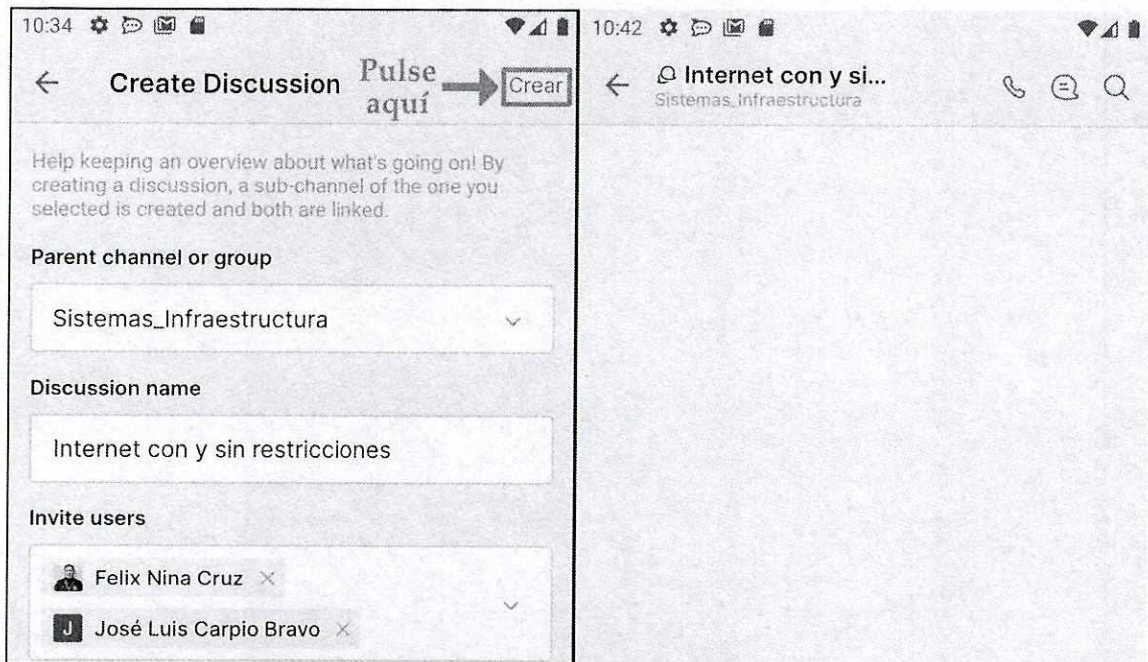 10:34
Create Discussion
Pulse
aquí
Crear
Help keeping an overview about what's going on! By
creating a discussion, a sub-channel of the one you
selected is created and both are linked.
Parent channel or group
Sistemas_Infraestructura
Discussion name
Internet con y sin restricciones
Invite users
Felix Nina Cruz
J José Luis Carpio Bravo
10:42
Internet con y si...
Sistemas_Infraestructura